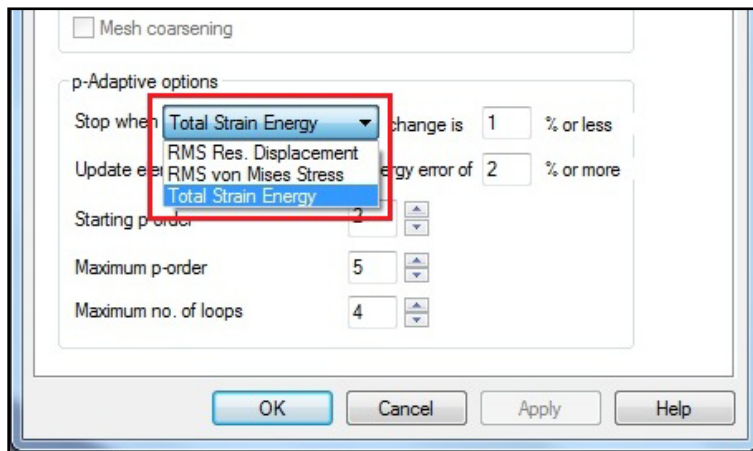 Mesh coarsening
p-Adaptive options
Stop when Total Strain Energy change is 1 % or less
RMS Res. Displacement
RMS von Mises Stress
Update ergy error of 2 % or more
Total Strain Energy
Starting 2
Maximum p-order 5
Maximum no. of loops 4
OK Cancel Apply Help